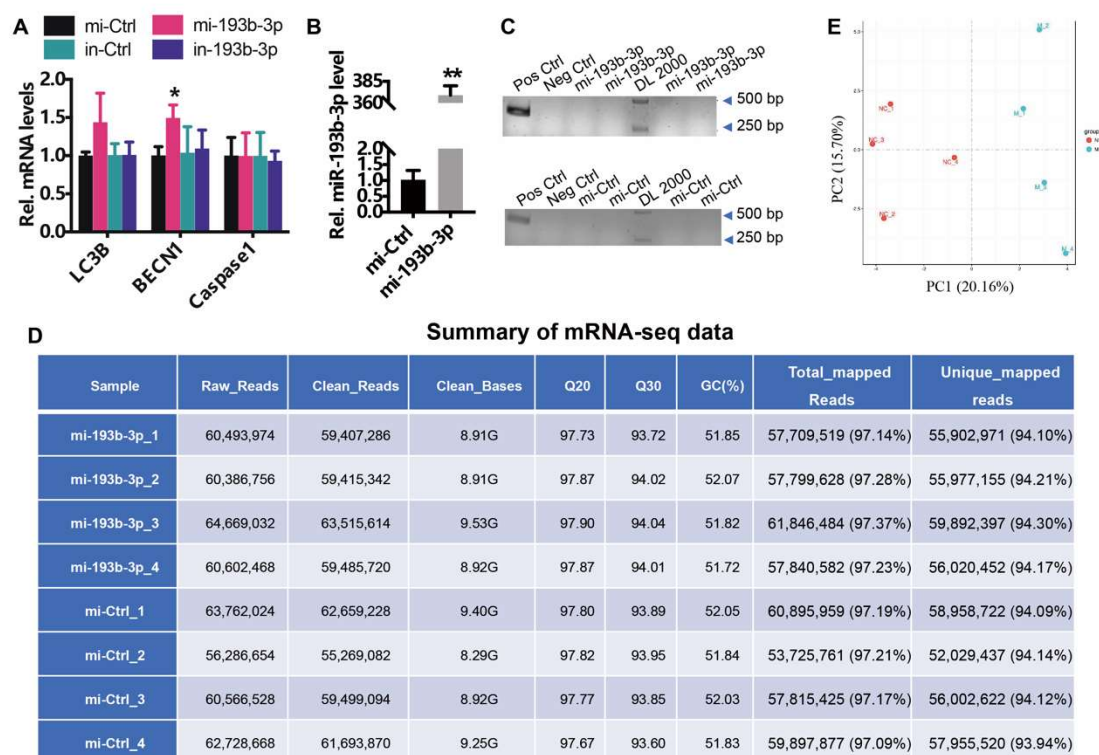 A
mi-Ctrl
mi-193b-3p
in-Ctrl
in-193b-3p
Rel. mRNA levels
2.0
1.5
1.0
0.5
0.0
*
LC3B
BECN1
Caspase1
B
Rel. miR-193b-3p level
385
360
2.0
1.5
1.0
0.5
0.0
**
mi-Ctrl
mi-193b-3p
C
Pos Ctrl
Neg Ctrl
mi-193b-3p
mi-193b-3p
DL 2000
mi-193b-3p
mi-193b-3p
500 bp
250 bp
Pos Ctrl
Neg Ctrl
mi-Ctrl
mi-Ctrl
DL 2000
mi-Ctrl
mi-Ctrl
500 bp
250 bp
E
PC2 (15.70%)
5.0
2.5
0.0
NC_3
NC_2
M_4
group
-4
-2
0
2
4
PC1 (20.16%)
D
Summary of mRNA-seq data
Sample Raw_Reads Clean_Reads Clean_Bases Q20 Q30 GC(%) Total_mapped Reads Unique_mapped reads
mi-193b-3p_1 60,493,974 59,407,286 8.91G 97.73 93.72 51.85 57,709,519 (97.14%) 55,902,971 (94.10%)
mi-193b-3p_2 60,386,756 59,415,342 8.91G 97.87 94.02 52.07 57,799,628 (97.28%) 55,977,155 (94.21%)
mi-193b-3p_3 64,669,032 63,515,614 9.53G 97.90 94.04 51.82 61,846,484 (97.37%) 59,892,397 (94.30%)
mi-193b-3p_4 60,602,468 59,485,720 8.92G 97.87 94.01 51.72 57,840,582 (97.23%) 56,020,452 (94.17%)
mi-Ctrl_1 63,762,024 62,659,228 9.40G 97.80 93.89 52.05 60,895,959 (97.19%) 58,958,722 (94.09%)
mi-Ctrl_2 56,286,654 55,269,082 8.29G 97.82 93.95 51.84 53,725,761 (97.21%) 52,029,437 (94.14%)
mi-Ctrl_3 60,566,528 59,499,094 8.92G 97.77 93.85 52.03 57,815,425 (97.17%) 56,002,622 (94.12%)
mi-Ctrl_4 62,728,668 61,693,870 9.25G 97.67 93.60 51.83 59,897,877 (97.09%) 57,955,520 (93.94%)